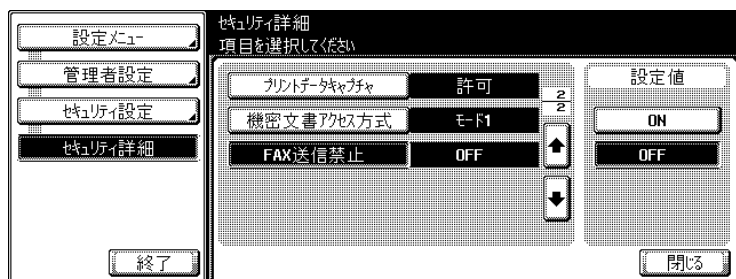 設定メニュー
管理者設定
セキュリティ設定
セキュリティ詳細
終了
セキュリティ詳細
項目を選択してください
プリントデータキャプチャ 許可
機密文書アクセス方式 モード1
FAX送信禁止 OFF
2
2
設定値
ON
OFF
閉じる